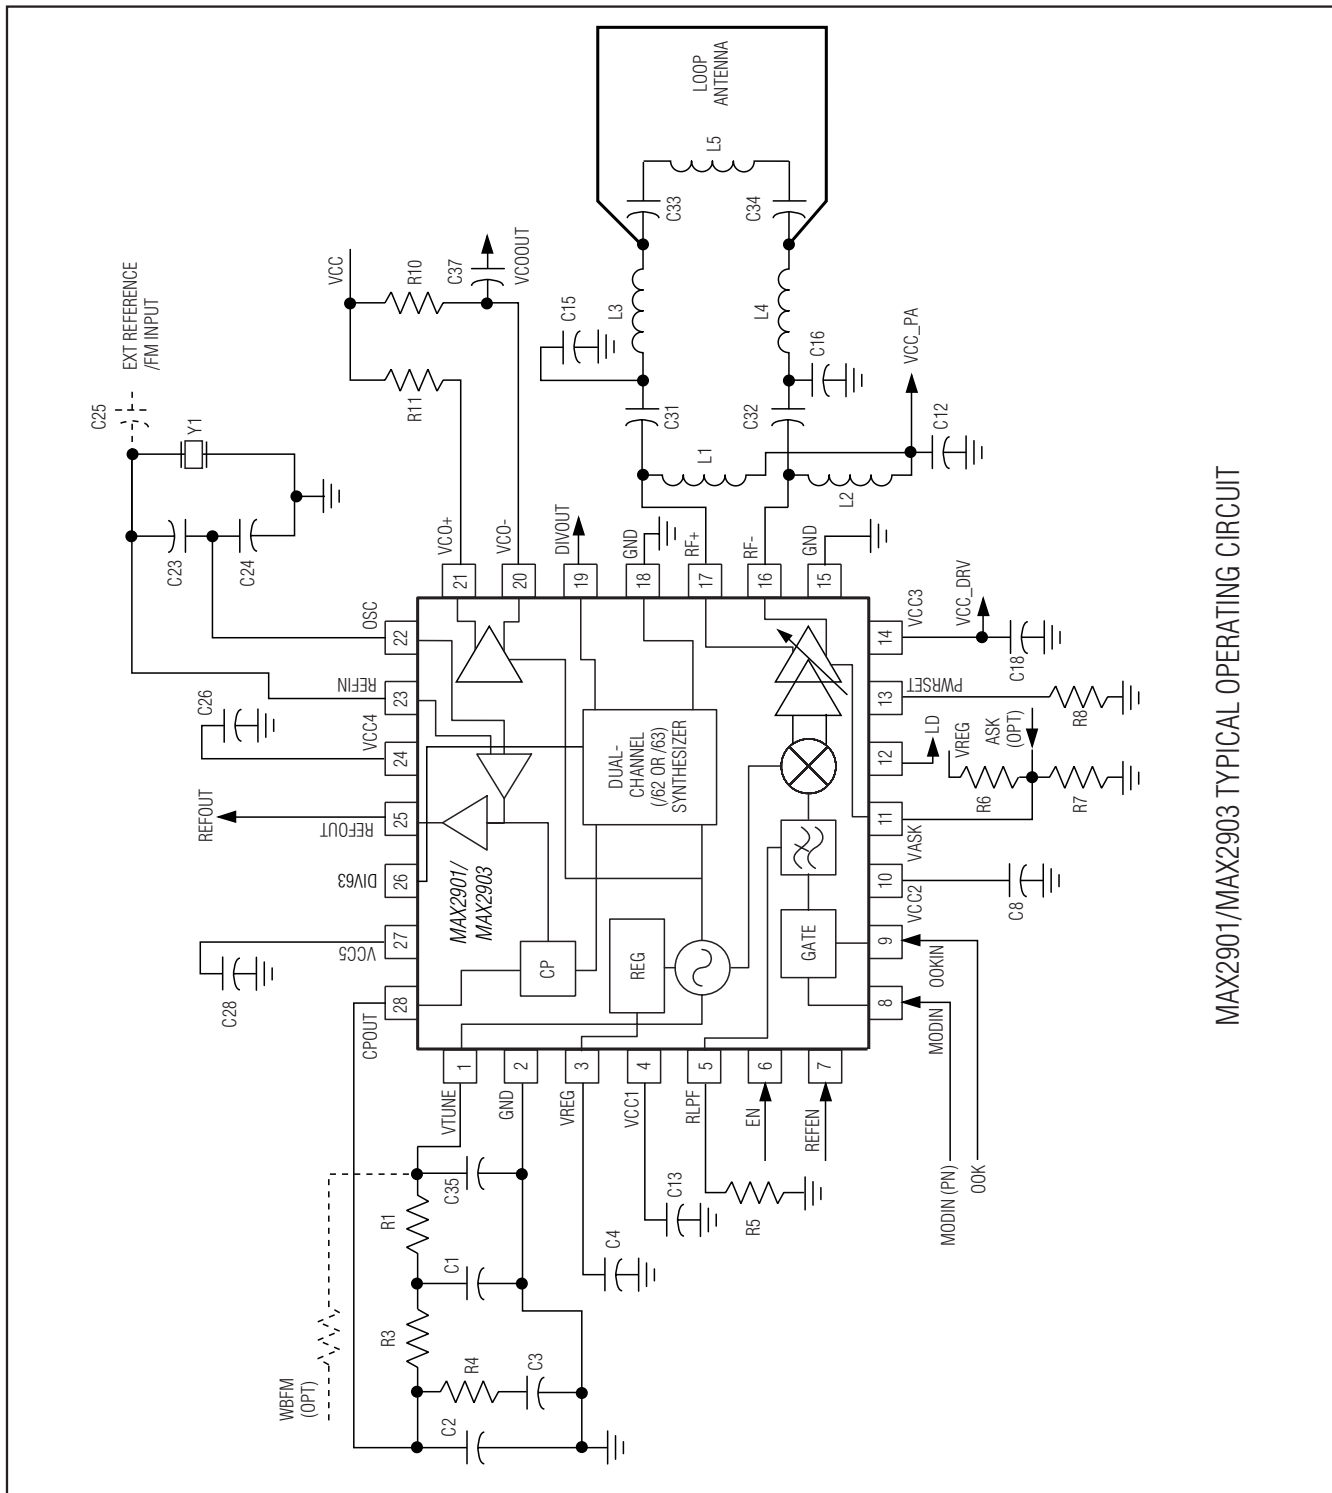 LOOP
ANTENNA
L5
C33
C34
EXT REFERENCE
/FM INPUT
VCC
R10
C37
VCOOUT
C15
L3
L4
C16
VCC_PA
C25
Y1
R11
C31
C32
L1
L2
C12
C23
C24
VCO+
VCO-
DIVOUT
GND
RF+
RF-
GND
21
20
19
18
17
16
15
OSC
22
REFIN
23
C26
VCC4
24
REFOUT
REFOUT
25
DIV63
26
C28
VCC5
27
CPOUT
28
VCC3
14
VCC_DRV
C18
PWRSET
13
R8
LD
12
VREG
ASK
(OPT)
R6
R7
VASK
11
VCC2
10
C8
OOKIN
9
MODIN
8
DUAL-
CHANNEL
(/62 OR /63)
SYNTHESIZER
MAX2901/
MAX2903
CP
REG
GATE
1
2
3
4
5
6
7
VTUNE
GND
VREG
VCC1
RLPF
EN
REFEN
C35
R1
C1
R3
R4
C3
C2
WBFM
(OPT)
C4
C13
R5
MODIN (PN)
OOK
MAX2901/MAX2903 TYPICAL OPERATING CIRCUIT